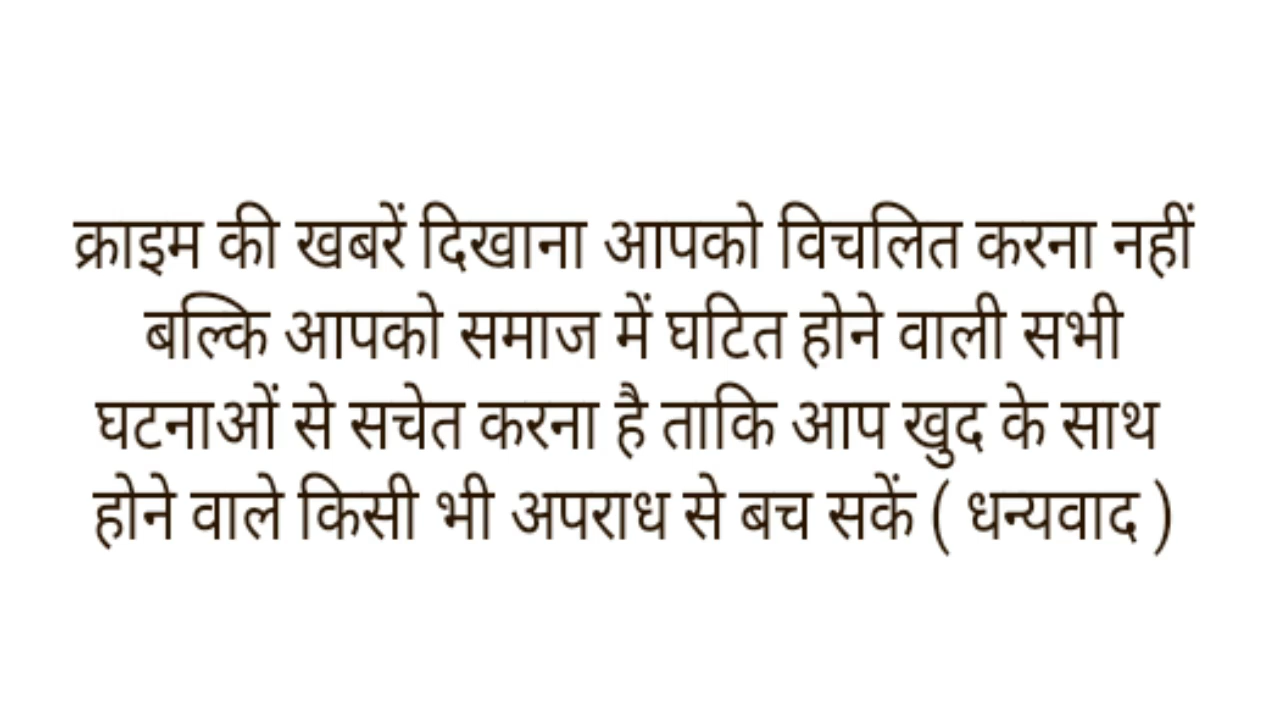 क्राइम की खबरें दिखाना आपको विचलित करना नहीं
बल्कि आपको समाज में घटित होने वाली सभी
घटनाओं से सचेत करना है ताकि आप खुद के साथ
होने वाले किसी भी अपराध से बच सकें ( धन्यवाद )